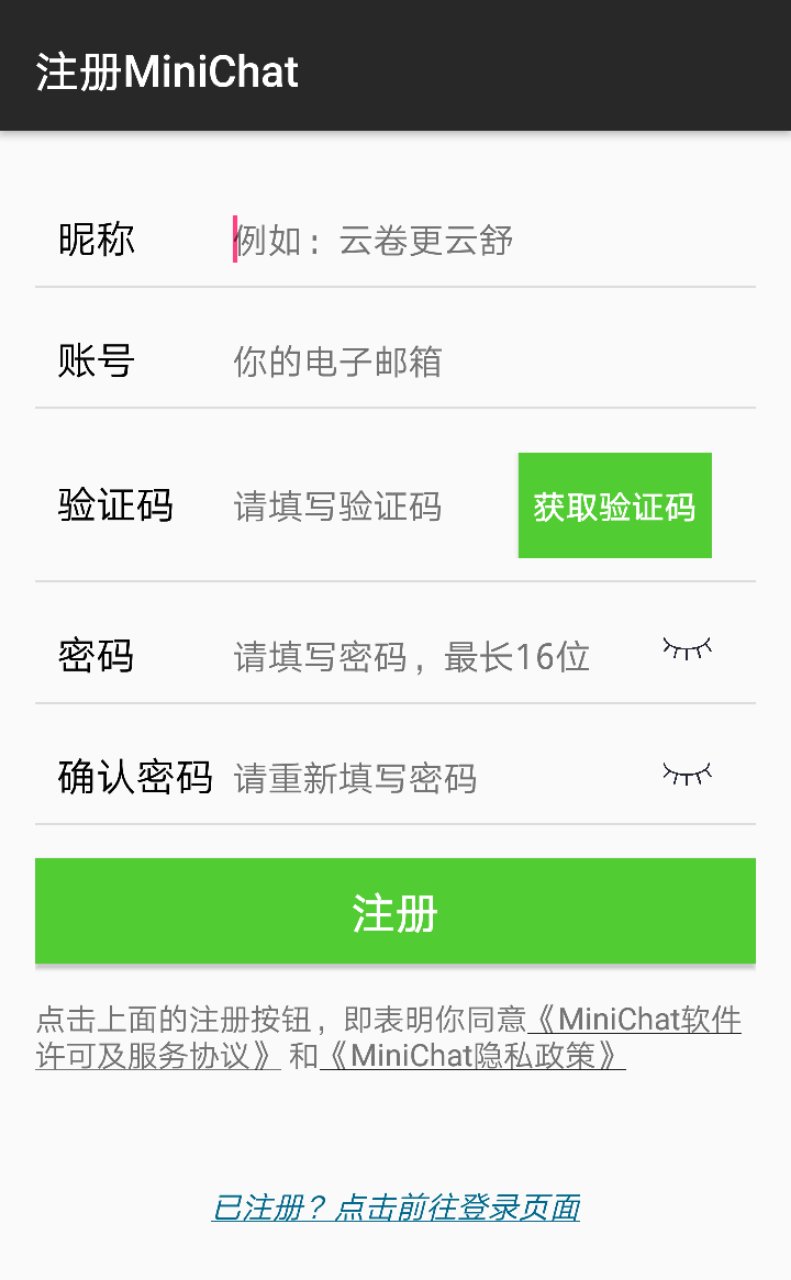 注册MiniChat
昵称 例如：云卷更云舒
账号 你的电子邮箱
验证码 请填写验证码 获取验证码
密码 请填写密码，最长16位
确认密码 请重新填写密码
注册
点击上面的注册按钮，即表明你同意《MiniChat软件
许可及服务协议》和《MiniChat隐私政策》
已注册？点击前往登录页面